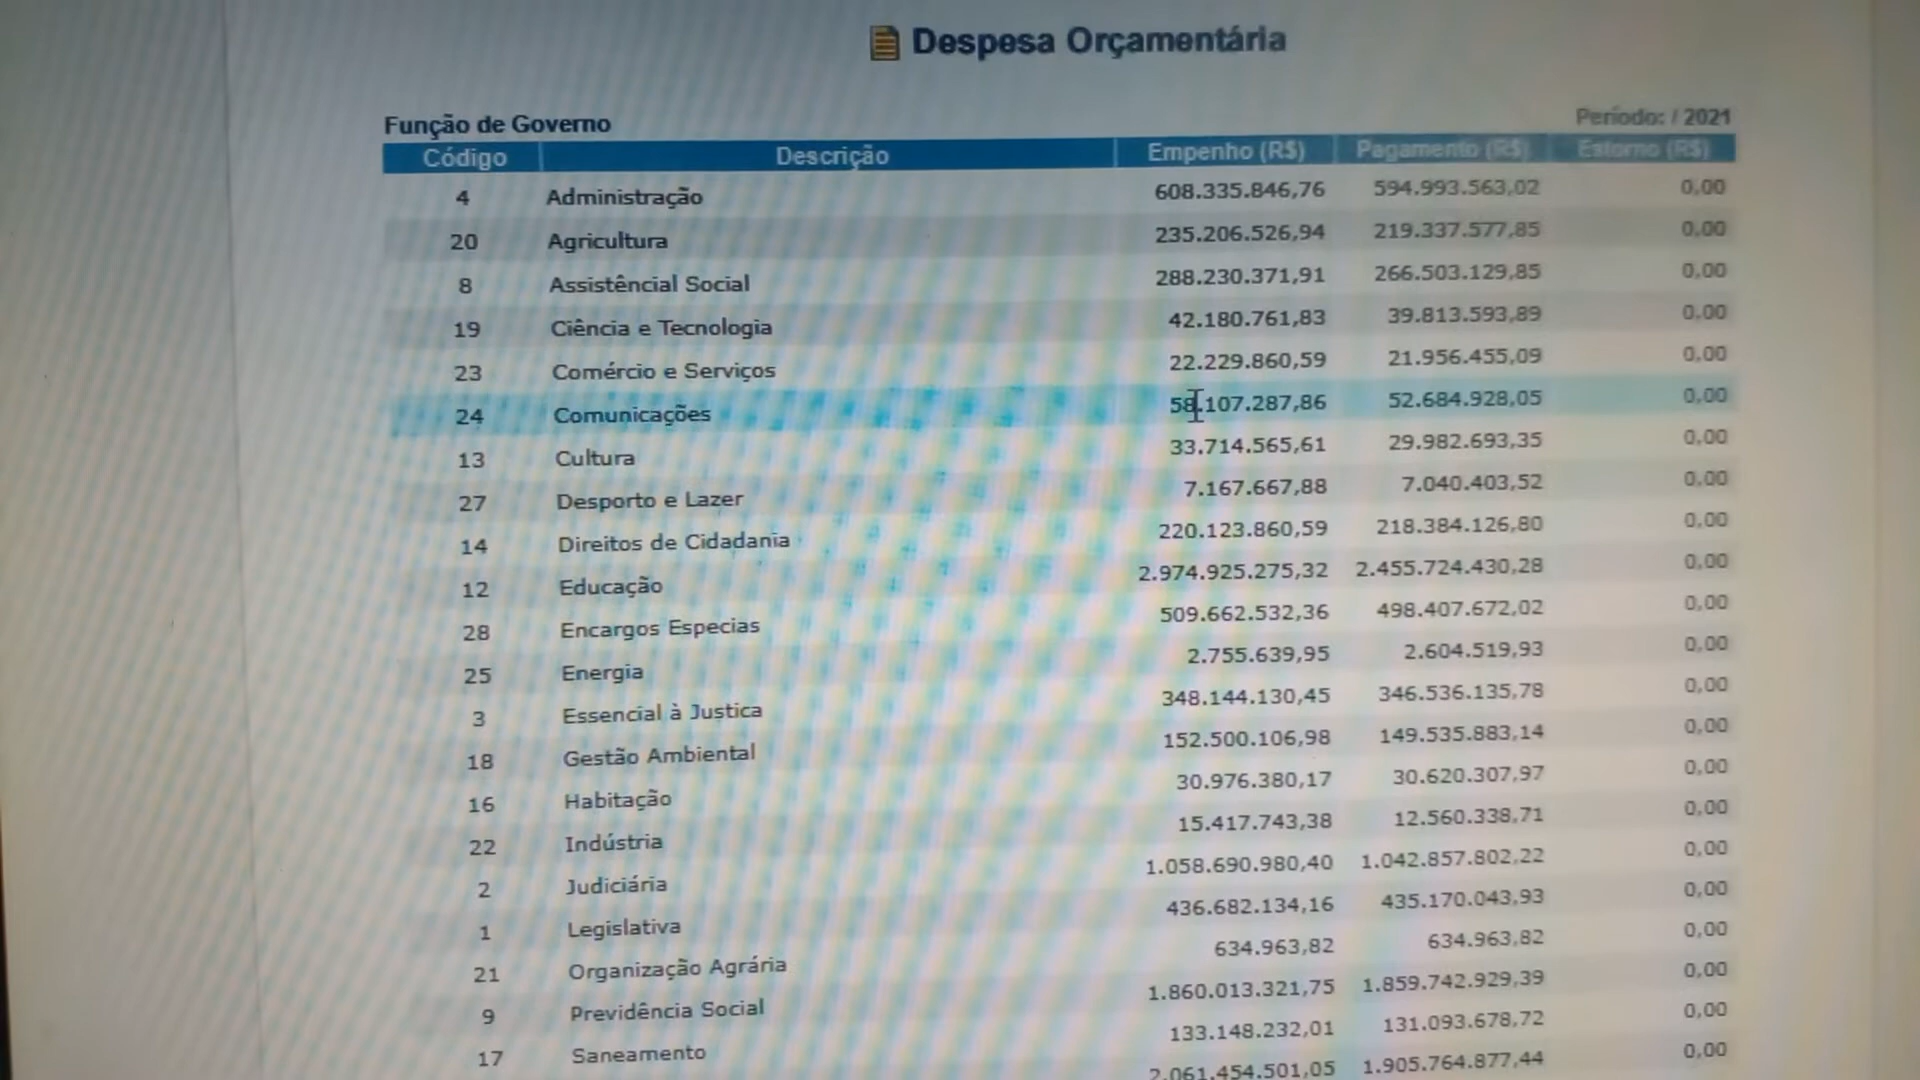 Despesa Orçamentária
Função de Governo Período: / 2021
Código Descrição Empenho (R$) Pagamento (R$) Estorno (R$)
4 Administração 608.335.846,76 594.993.563,02 0,00
20 Agricultura 235.206.526,94 219.337.577,85 0,00
8 Assistêncial Social 288.230.371,91 266.503.129,85 0,00
19 Ciência e Tecnologia 42.180.761,83 39.813.593,89 0,00
23 Comércio e Serviços 22.229.860,59 21.956.455,09 0,00
24 Comunicações 58.107.287,86 52.684.928,05 0,00
13 Cultura 33.714.565,61 29.982.693,35 0,00
27 Desporto e Lazer 7.167.667,88 7.040.403,52 0,00
14 Direitos de Cidadania 220.123.860,59 218.384.126,80 0,00
12 Educação 2.974.925.275,32 2.455.724.430,28 0,00
28 Encargos Especias 509.662.532,36 498.407.672,02 0,00
25 Energia 2.755.639,95 2.604.519,93 0,00
3 Essencial à Justica 348.144.130,45 346.536.135,78 0,00
18 Gestão Ambiental 152.500.106,98 149.535.883,14 0,00
16 Habitação 30.976.380,17 30.620.307,97 0,00
22 Indústria 15.417.743,38 12.560.338,71 0,00
2 Judiciária 1.058.690.980,40 1.042.857.802,22 0,00
1 Legislativa 436.682.134,16 435.170.043,93 0,00
21 Organização Agrária 634.963,82 634.963,82 0,00
9 Previdência Social 1.860.013.321,75 1.859.742.929,39 0,00
17 Saneamento 133.148.232,01 131.093.678,72 0,00
2.061.454.501,05 1.905.764.877,44 0,00